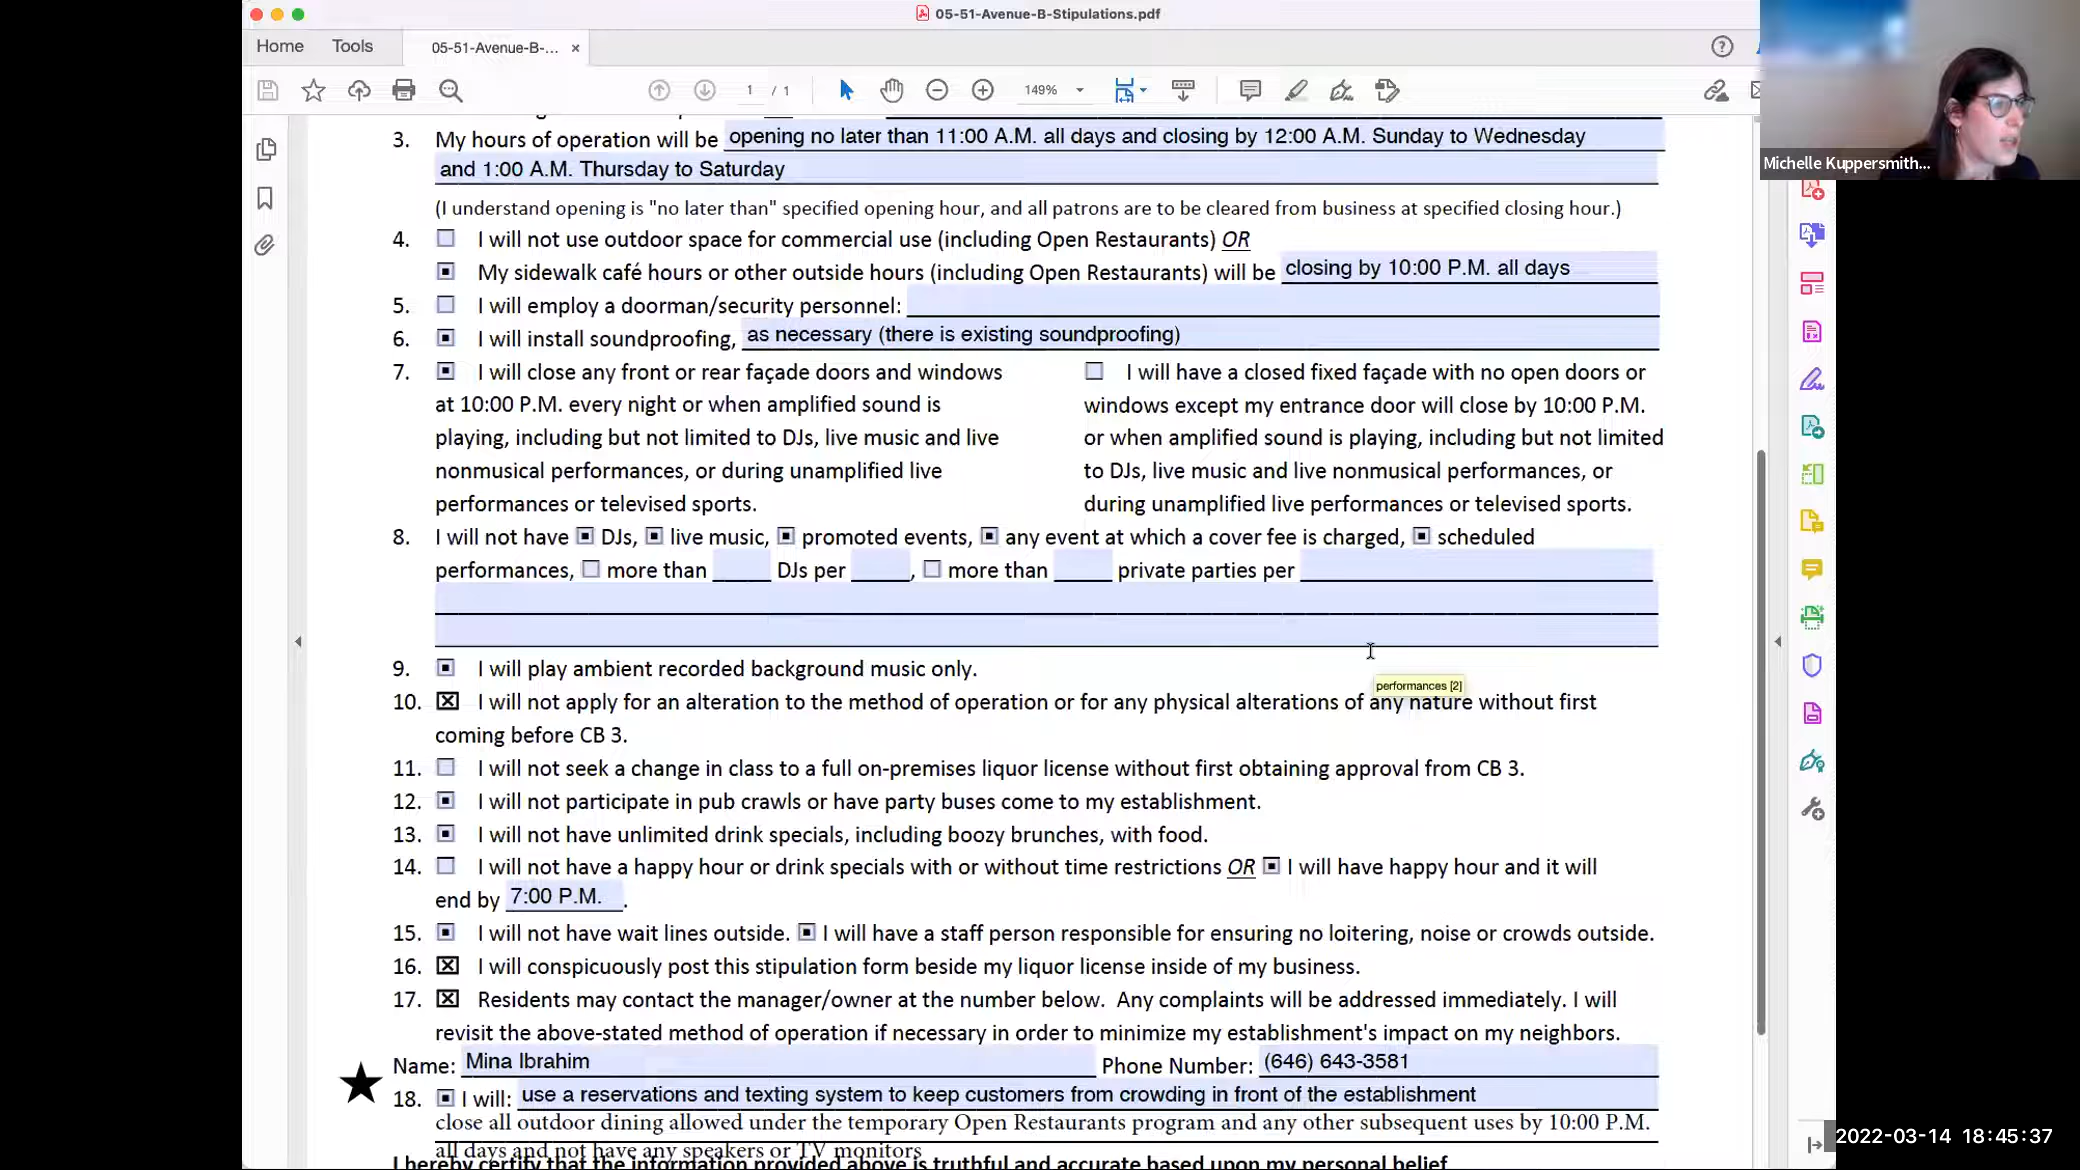 05-51-Avenue-B-Stipulations.pdf
Home Tools 05-51-Avenue-B-... ×
1 / 1 149%
3. My hours of operation will be opening no later than 11:00 A.M. all days and closing by 12:00 A.M. Sunday to Wednesday
and 1:00 A.M. Thursday to Saturday
(I understand opening is "no later than" specified opening hour, and all patrons are to be cleared from business at specified closing hour.)
4. I will not use outdoor space for commercial use (including Open Restaurants) OR
My sidewalk café hours or other outside hours (including Open Restaurants) will be closing by 10:00 P.M. all days
5. I will employ a doorman/security personnel:
6. I will install soundproofing, as necessary (there is existing soundproofing)
7. I will close any front or rear façade doors and windows
at 10:00 P.M. every night or when amplified sound is
playing, including but not limited to DJs, live music and live
nonmusical performances, or during unamplified live
performances or televised sports.
I will have a closed fixed façade with no open doors or
windows except my entrance door will close by 10:00 P.M.
or when amplified sound is playing, including but not limited
to DJs, live music and live nonmusical performances, or
during unamplified live performances or televised sports.
8. I will not have DJs, live music, promoted events, any event at which a cover fee is charged, scheduled
performances, more than DJs per , more than private parties per
9. I will play ambient recorded background music only.
performances [2]
10. I will not apply for an alteration to the method of operation or for any physical alterations of any nature without first
coming before CB 3.
11. I will not seek a change in class to a full on-premises liquor license without first obtaining approval from CB 3.
12. I will not participate in pub crawls or have party buses come to my establishment.
13. I will not have unlimited drink specials, including boozy brunches, with food.
14. I will not have a happy hour or drink specials with or without time restrictions OR I will have happy hour and it will
end by 7:00 P.M. .
15. I will not have wait lines outside. I will have a staff person responsible for ensuring no loitering, noise or crowds outside.
16. I will conspicuously post this stipulation form beside my liquor license inside of my business.
17. Residents may contact the manager/owner at the number below. Any complaints will be addressed immediately. I will
revisit the above-stated method of operation if necessary in order to minimize my establishment's impact on my neighbors.
Name: Mina Ibrahim Phone Number: (646) 643-3581
18. I will: use a reservations and texting system to keep customers from crowding in front of the establishment
close all outdoor dining allowed under the temporary Open Restaurants program and any other subsequent uses by 10:00 P.M.
all days and not have any speakers or TV monitors
I hereby certify that the information provided above is truthful and accurate based upon my personal belief.
Michelle Kuppersmith...
2022-03-14 18:45:37